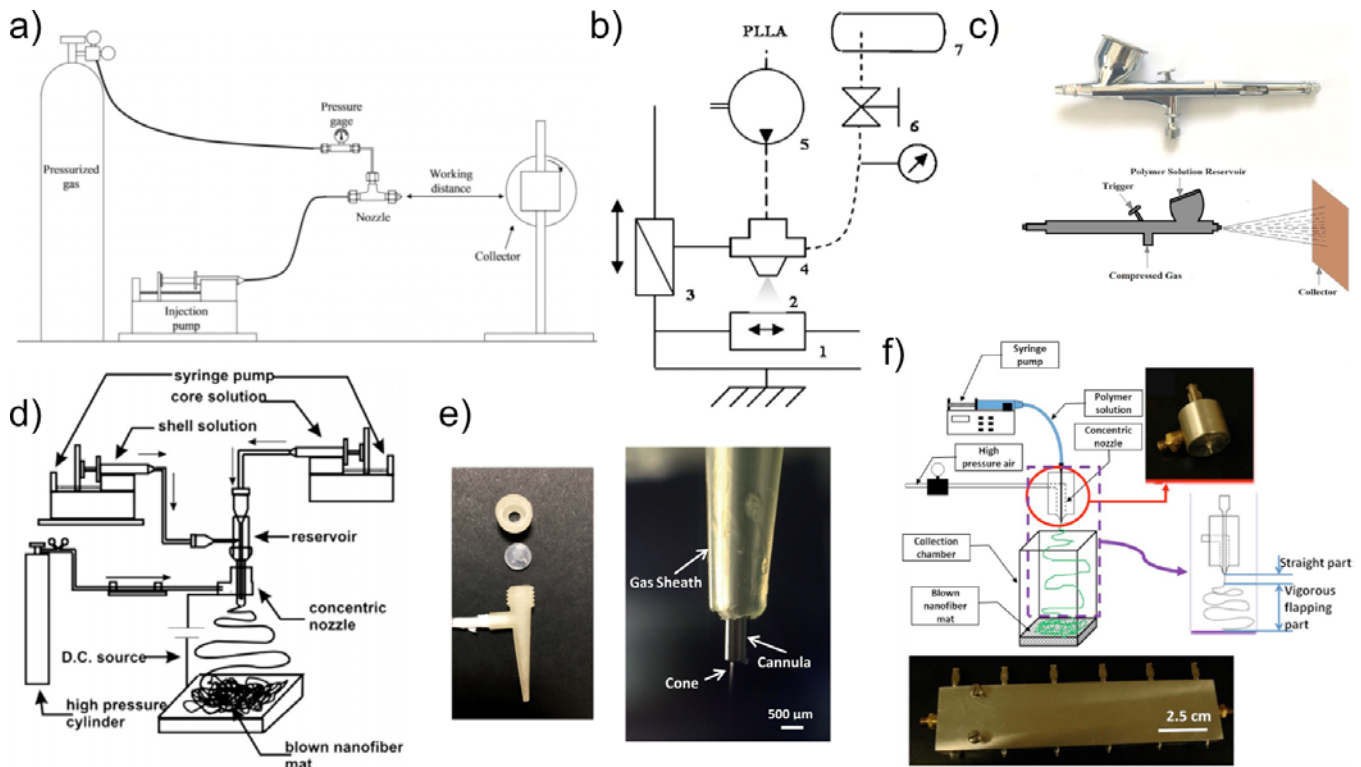 a)
Pressurized
gas
Pressure
gage
Nozzle
Working
distance
Collector
Injection
pump
b)
PLLA
7
6
5
4
3
2
1
c)
Polymer Solution Reservoir
Trigger
Compressed Gas
Collector
d)
syringe pump
core solution
shell solution
reservoir
concentric
nozzle
D.C. source
high pressure
cylinder
blown nanofiber
mat
e)
Gas Sheath
Cannula
Cone
500 µm
f)
Syringe
pump
Polymer
solution
Concentric
nozzle
High
pressure air
Collection
chamber
Blown
nanofiber
mat
Straight part
Vigorous
flapping
part
2.5 cm